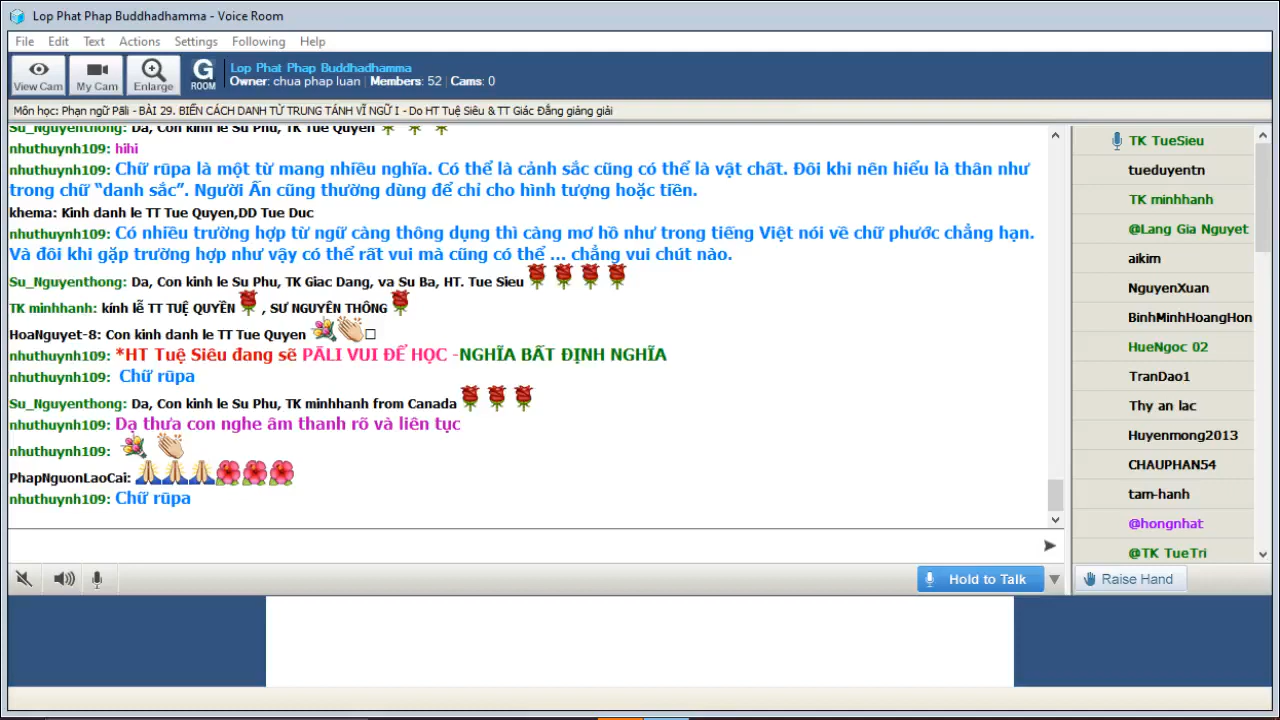 Lop Phat Phap Buddhadhamma - Voice Room
File Edit Text Actions Settings Following Help
View Cam My Cam Enlarge G ROOM
Lop Phat Phap Buddhadhamma
Owner: chua phap luan | Members: 52 | Cams: 0
Môn học: Phạn ngữ Pāli - BÀI 29. BIẾN CÁCH DANH TỪ TRUNG TÁNH VĨ NGỮ I - Do HT Tuệ Siêu & TT Giác Đẳng giảng giải
Su_Nguyenthong: Da, Con kinh le Su Phu, TK Tue Quyen
nhuthuynh109: hihi
nhuthuynh109: Chữ rūpa là một từ mang nhiều nghĩa. Có thể là cảnh sắc cũng có thể là vật chất. Đôi khi nên hiểu là thân như
trong chữ “danh sắc”. Người Ấn cũng thường dùng để chỉ cho hình tượng hoặc tiền.
khema: Kinh danh le TT Tue Quyen,DD Tue Duc
nhuthuynh109: Có nhiều trường hợp từ ngữ càng thông dụng thì càng mơ hồ như trong tiếng Việt nói về chữ phước chẳng hạn.
Và đôi khi gặp trường hợp như vậy có thể rất vui mà cũng có thể ... chẳng vui chút nào.
Su_Nguyenthong: Da, Con kinh le Su Phu, TK Giac Dang, va Su Ba, HT. Tue Sieu
TK minhhanh: kính lễ TT TUỆ QUYỀN , SƯ NGUYÊN THÔNG
HoaNguyet-8: Con kinh danh le TT Tue Quyen
nhuthuynh109: *HT Tuệ Siêu đang sẽ PĀLI VUI ĐỂ HỌC -NGHĨA BẤT ĐỊNH NGHĨA
nhuthuynh109: Chữ rūpa
Su_Nguyenthong: Da, Con kinh le Su Phu, TK minhhanh from Canada
nhuthuynh109: Dạ thưa con nghe âm thanh rõ và liên tục
nhuthuynh109:
PhapNguonLaoCai:
nhuthuynh109: Chữ rūpa
TK TueSieu
tueduyentn
TK minhhanh
@Lang Gia Nguyet
aikim
NguyenXuan
BinhMinhHoangHon
HueNgoc 02
TranDao1
Thy an lac
Huyenmong2013
CHAUPHAN54
tam-hanh
@hongnhat
@TK TueTri
Hold to Talk
Raise Hand